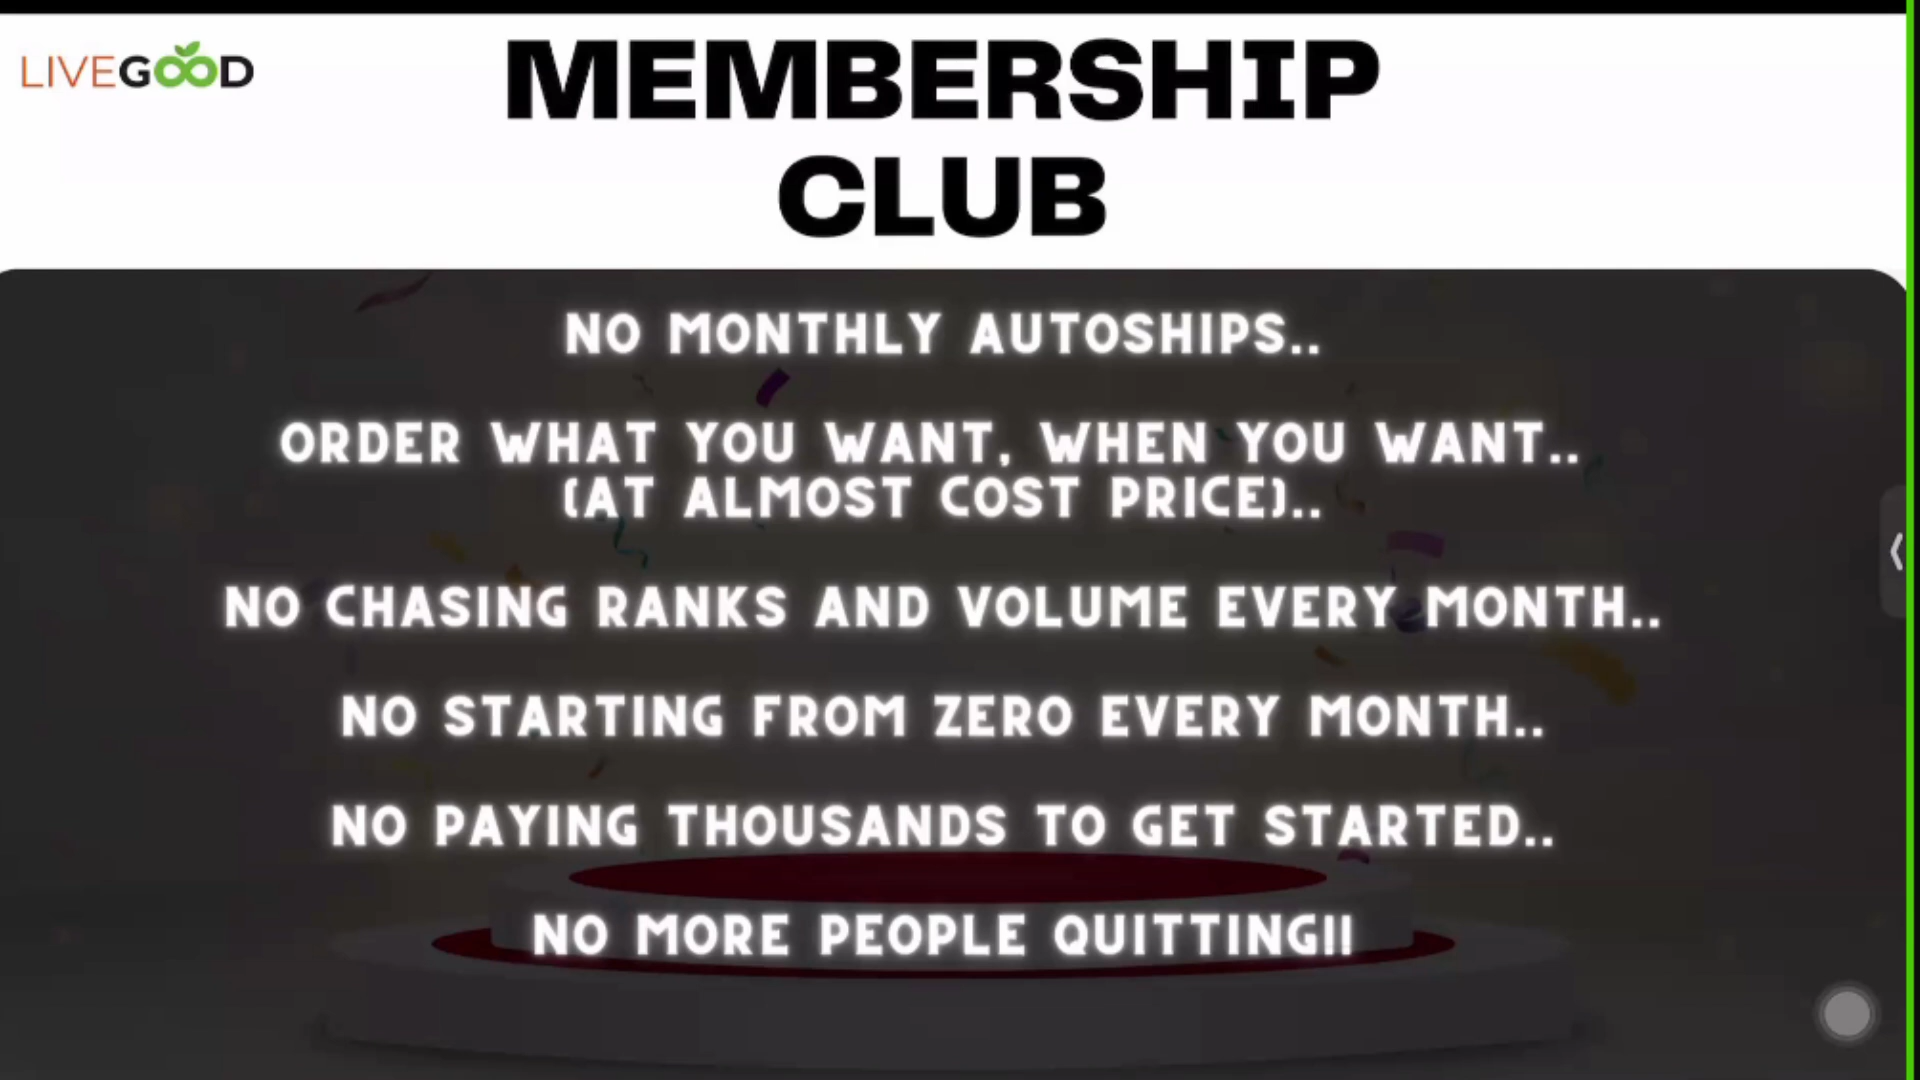 LIVEGOOD
MEMBERSHIP
CLUB
NO MONTHLY AUTOSHIPS..
ORDER WHAT YOU WANT, WHEN YOU WANT..
(AT ALMOST COST PRICE)..
NO CHASING RANKS AND VOLUME EVERY MONTH..
NO STARTING FROM ZERO EVERY MONTH..
NO PAYING THOUSANDS TO GET STARTED..
NO MORE PEOPLE QUITTING!!